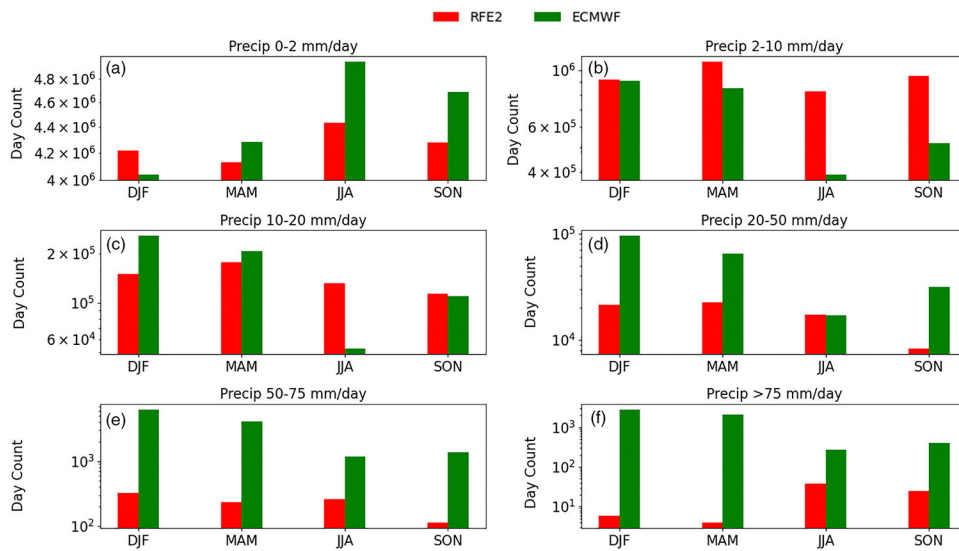 RFE2 ECMWF
Precip 0-2 mm/day
(a)
Day Count
4.8 × 10⁶
4.6 × 10⁶
4.4 × 10⁶
4.2 × 10⁶
4 × 10⁶
DJF MAM JJA SON
Precip 2-10 mm/day
(b)
Day Count
10⁶
6 × 10⁵
4 × 10⁵
DJF MAM JJA SON
Precip 10-20 mm/day
(c)
Day Count
2 × 10⁵
10⁵
6 × 10⁴
DJF MAM JJA SON
Precip 20-50 mm/day
(d)
Day Count
10⁵
10⁴
DJF MAM JJA SON
Precip 50-75 mm/day
(e)
Day Count
10³
10²
DJF MAM JJA SON
Precip >75 mm/day
(f)
Day Count
10³
10²
10¹
DJF MAM JJA SON